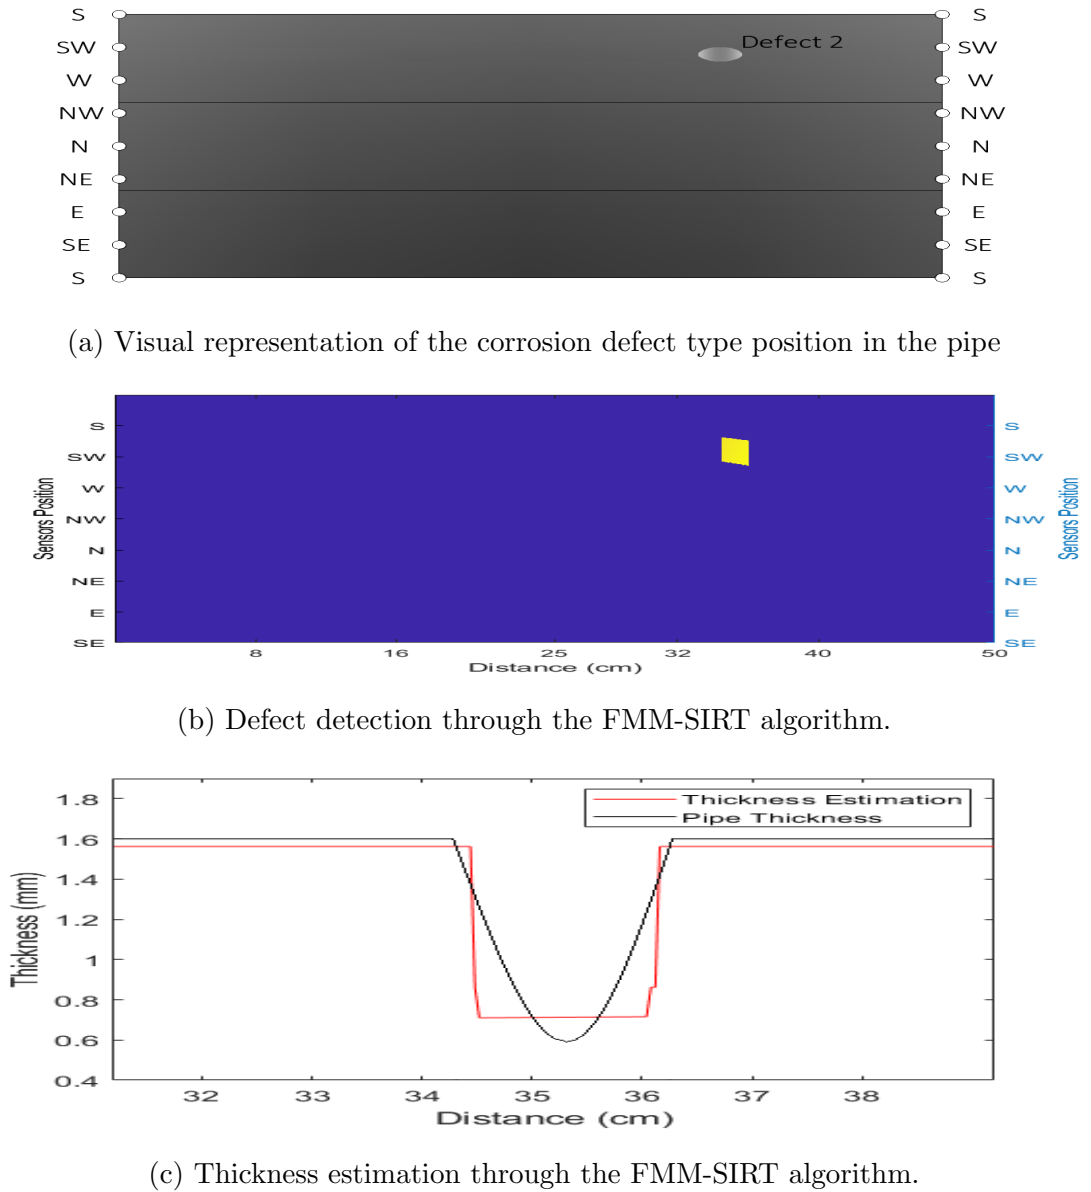 S S
Defect 2
SW SW
W W
NW NW
N N
NE NE
E E
SE SE
S S
(a) Visual representation of the corrosion defect type position in the pipe
Sensors Position
S S
SW SW
W W
NW NW
N N
NE NE
E E
SE SE
Sensors Position
8 16 25 32 40 50
Distance (cm)
(b) Defect detection through the FMM-SIRT algorithm.
Thickness (mm)
1.8
1.6
1.4
1.2
1
0.8
0.6
0.4
Thickness Estimation
Pipe Thickness
32 33 34 35 36 37 38
Distance (cm)
(c) Thickness estimation through the FMM-SIRT algorithm.